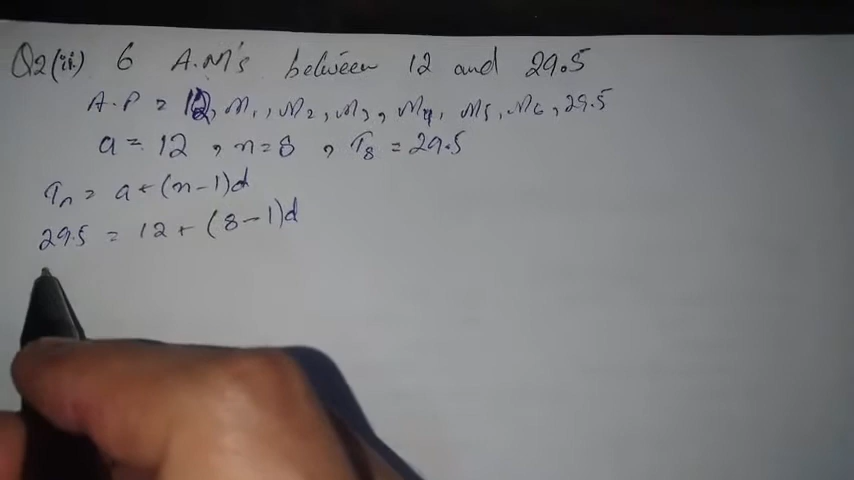 Q2(ii) 6 A.M's between 12 and 29.5
A.P = 12, M1, M2, M3, M4, M5, M6, 29.5
a = 12, n = 8, T8 = 29.5
Tn = a + (n-1)d
29.5 = 12 + (8-1)d